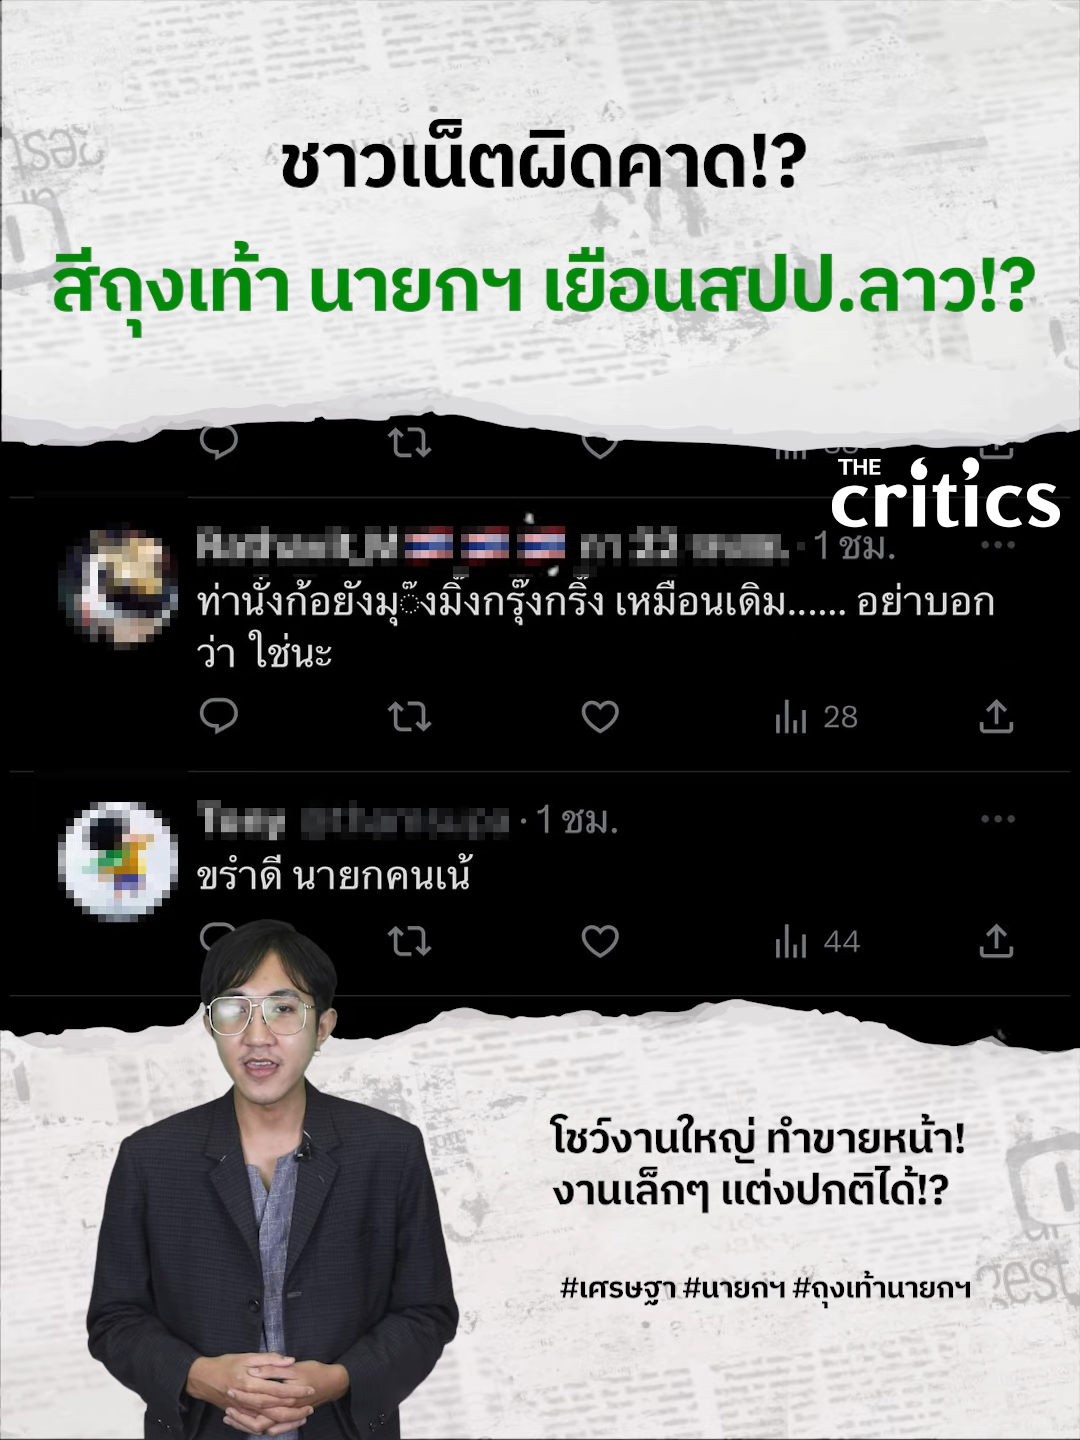 ชาวเน็ตผิดคาด!?
สีถุงเท้า นายกฯ เยือนสปป.ลาว!?
THE
critics
· 1 ชม.
ท่านั่งก้อยังมุ๊งมิ๊งกรุ๊งกริ๊ง เหมือนเดิม...... อย่าบอก
ว่า ใช่นะ
28
· 1 ชม.
ขรำดี นายกคนเน้
44
โชว์งานใหญ่ ทำขายหน้า!
งานเล็กๆ แต่งปกติได้!?
#เศรษฐา #นายกฯ #ถุงเท้านายกฯ